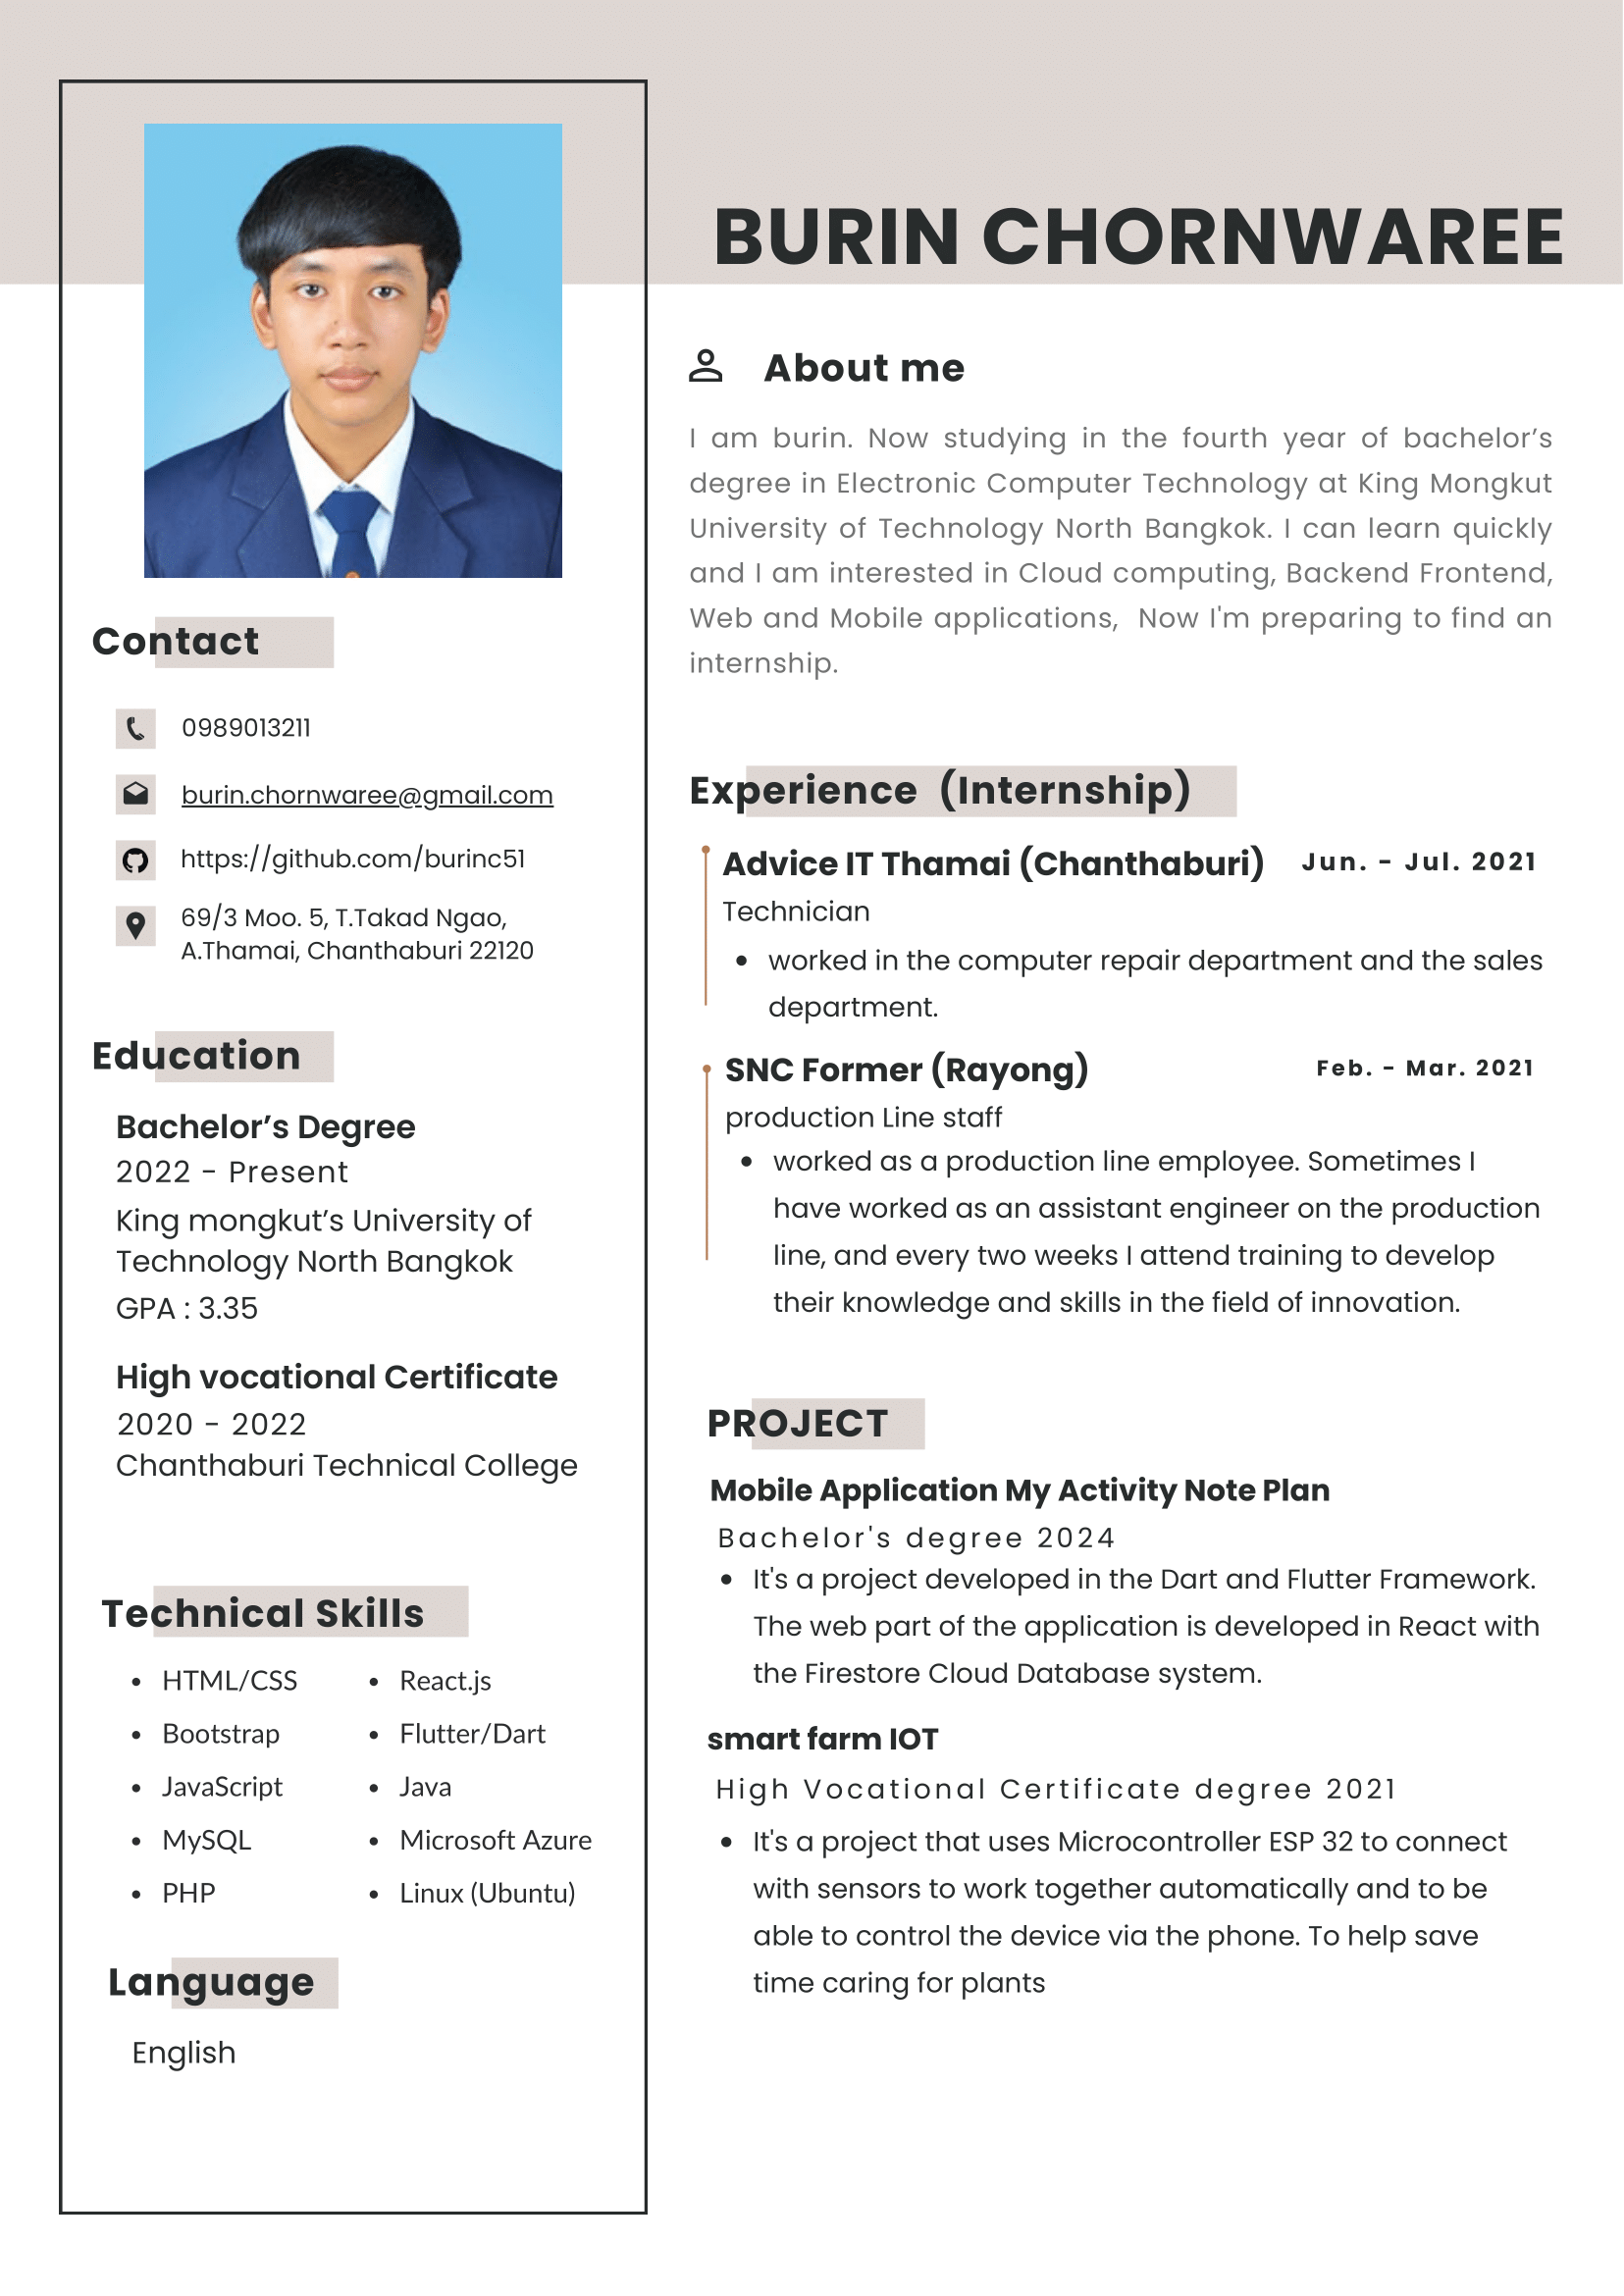 BURIN CHORNWAREE
Contact
0989013211
burin.chornwaree@gmail.com
https://github.com/burinc51
69/3 Moo. 5, T.Takad Ngao,
A.Thamai, Chanthaburi 22120
Education
Bachelor’s Degree
2022 - Present
King mongkut’s University of
Technology North Bangkok
GPA : 3.35
High vocational Certificate
2020 - 2022
Chanthaburi Technical College
Technical Skills
HTML/CSS
Bootstrap
JavaScript
MySQL
PHP
React.js
Flutter/Dart
Java
Microsoft Azure
Linux (Ubuntu)
Language
English
About me
I am burin. Now studying in the fourth year of bachelor’s
degree in Electronic Computer Technology at King Mongkut
University of Technology North Bangkok. I can learn quickly
and I am interested in Cloud computing, Backend Frontend,
Web and Mobile applications, Now I'm preparing to find an
internship.
Experience (Internship)
Advice IT Thamai (Chanthaburi) Jun. - Jul. 2021
Technician
• worked in the computer repair department and the sales
department.
SNC Former (Rayong) Feb. - Mar. 2021
production Line staff
• worked as a production line employee. Sometimes I
have worked as an assistant engineer on the production
line, and every two weeks I attend training to develop
their knowledge and skills in the field of innovation.
PROJECT
Mobile Application My Activity Note Plan
Bachelor's degree 2024
• It's a project developed in the Dart and Flutter Framework.
The web part of the application is developed in React with
the Firestore Cloud Database system.
smart farm IOT
High Vocational Certificate degree 2021
• It's a project that uses Microcontroller ESP 32 to connect
with sensors to work together automatically and to be
able to control the device via the phone. To help save
time caring for plants